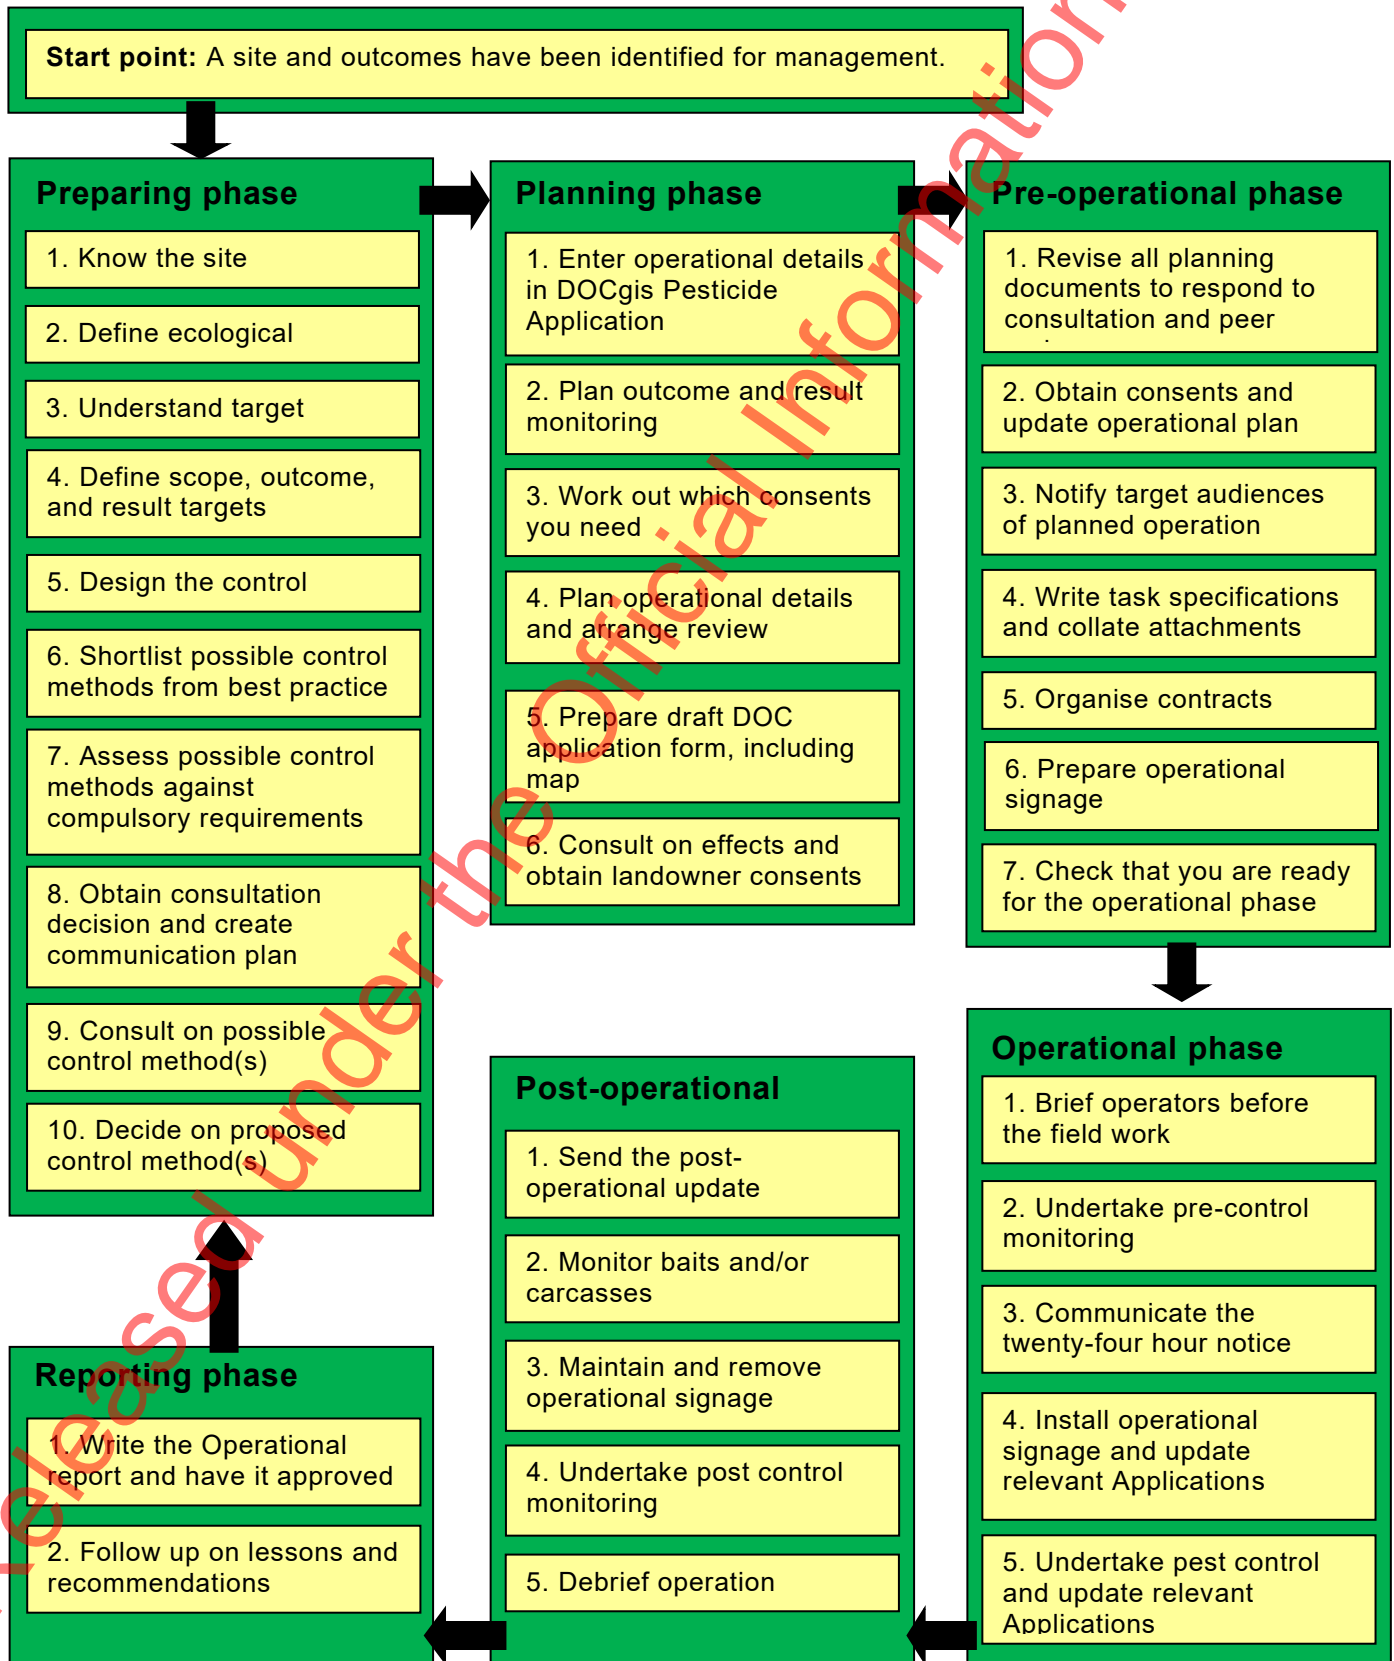 Start point: A site and outcomes have been identified for management.
Preparing phase
1. Know the site
2. Define ecological
3. Understand target
4. Define scope, outcome,
and result targets
5. Design the control
6. Shortlist possible control
methods from best practice
7. Assess possible control
methods against
compulsory requirements
8. Obtain consultation
decision and create
communication plan
9. Consult on possible
control method(s)
10. Decide on proposed
control method(s)
Planning phase
1. Enter operational details
in DOCgis Pesticide
Application
2. Plan outcome and result
monitoring
3. Work out which consents
you need
4. Plan operational details
and arrange review
5. Prepare draft DOC
application form, including
map
6. Consult on effects and
obtain landowner consents
Pre-operational phase
1. Revise all planning
documents to respond to
consultation and peer
2. Obtain consents and
update operational plan
3. Notify target audiences
of planned operation
4. Write task specifications
and collate attachments
5. Organise contracts
6. Prepare operational
signage
7. Check that you are ready
for the operational phase
Operational phase
1. Brief operators before
the field work
2. Undertake pre-control
monitoring
3. Communicate the
twenty-four hour notice
4. Install operational
signage and update
relevant Applications
5. Undertake pest control
and update relevant
Applications
Post-operational
1. Send the post-
operational update
2. Monitor baits and/or
carcasses
3. Maintain and remove
operational signage
4. Undertake post control
monitoring
5. Debrief operation
Reporting phase
1. Write the Operational
report and have it approved
2. Follow up on lessons and
recommendations
Released under the Official Information